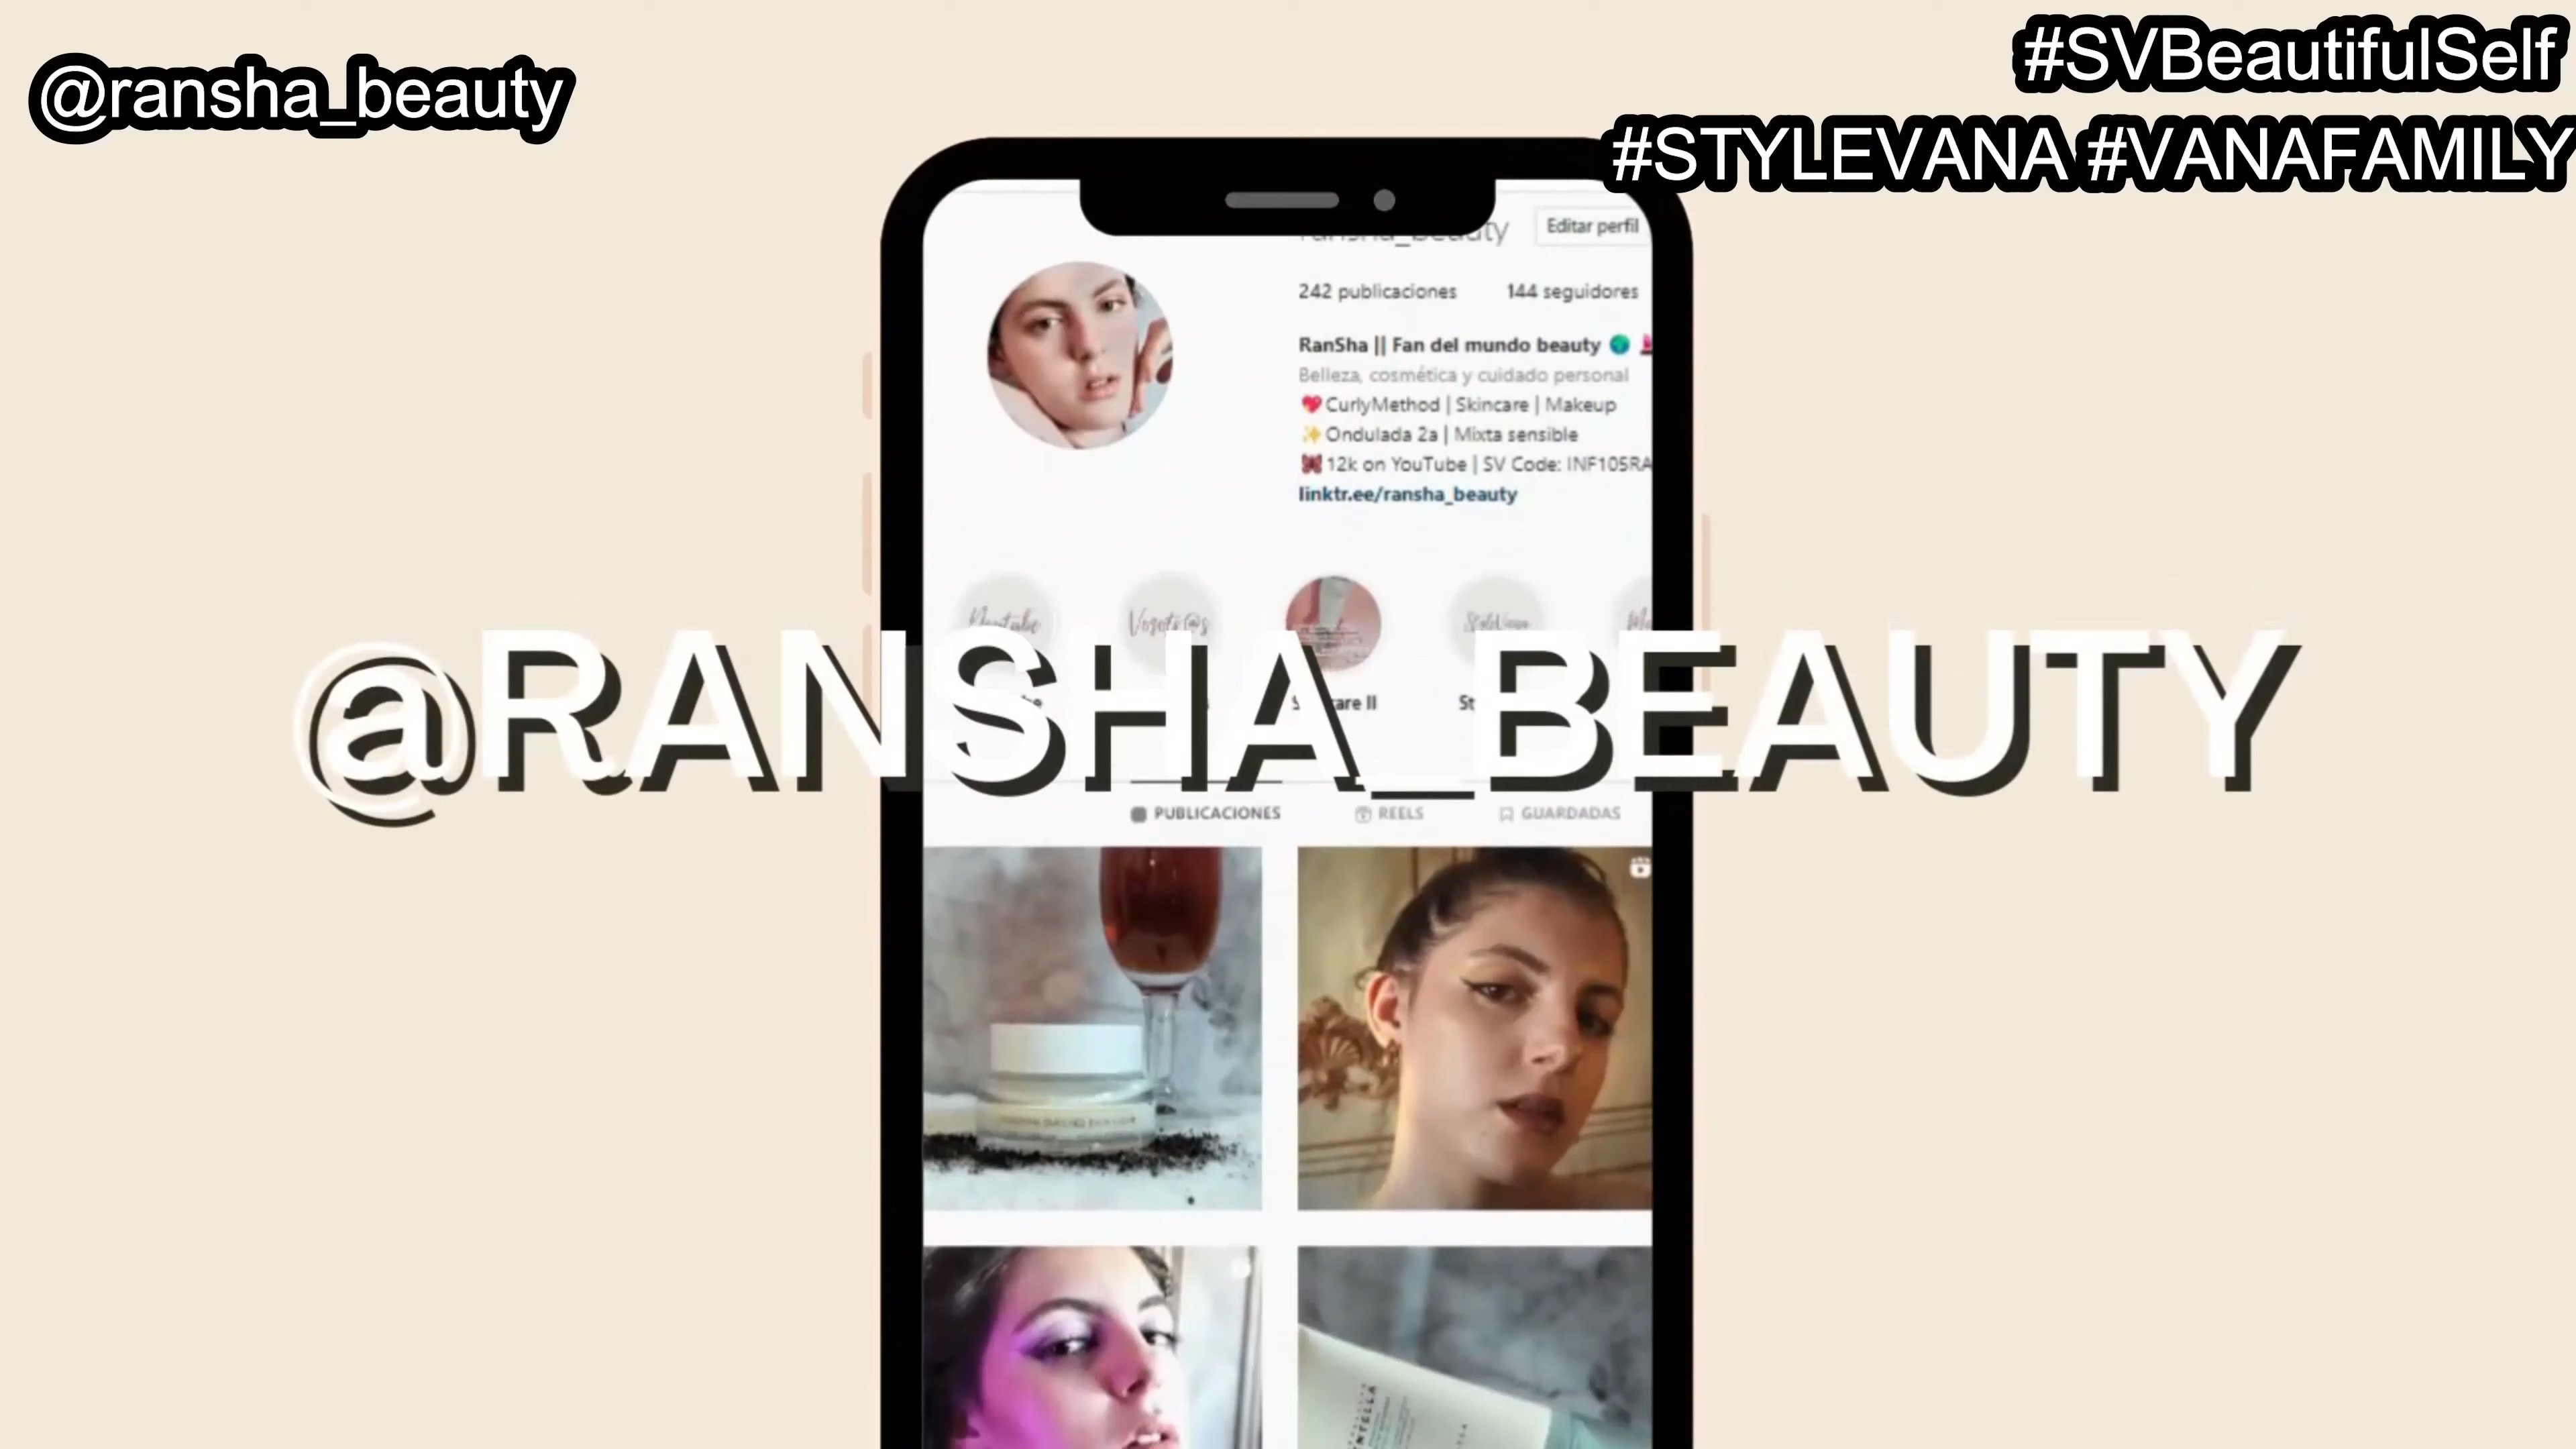 @ransha_beauty
#SVBeautifulSelf
#STYLEVANA #VANAFAMILY
Editar perfil
242 publicaciones 144 seguidores
RanSha || Fan del mundo beauty
Belleza, cosmética y cuidado personal
CurlyMethod | Skincare | Makeup
Ondulada 2a | Mixta sensible
12k on YouTube | SV Code: INF105RA
linktr.ee/ransha_beauty
StyleVana
@RANSHA_BEAUTY
PUBLICACIONES REELS GUARDADAS